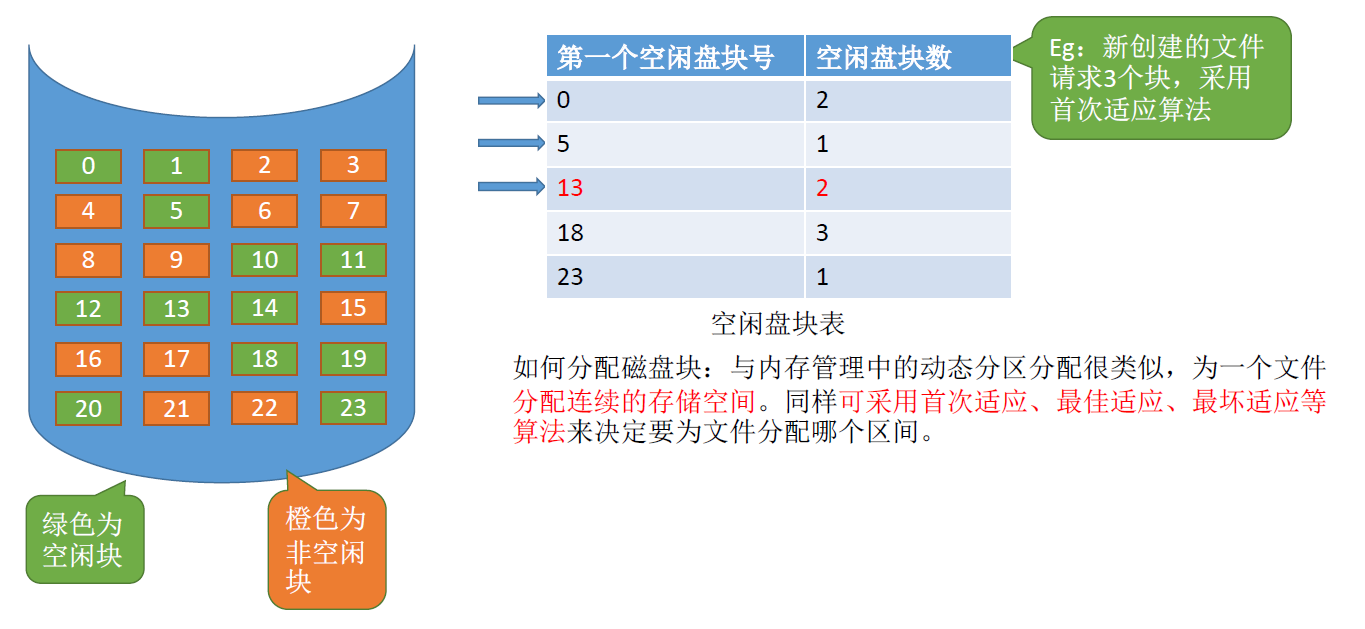 0 1 2 3
4 5 6 7
8 9 10 11
12 13 14 15
16 17 18 19
20 21 22 23
绿色为
空闲块
橙色为
非空闲
块
第一个空闲盘块号 空闲盘块数
0 2
5 1
13 2
18 3
23 1
空闲盘块表
Eg：新创建的文件
请求3个块，采用
首次适应算法
如何分配磁盘块：与内存管理中的动态分区分配很类似，为一个文件
分配连续的存储空间。同样可采用首次适应、最佳适应、最坏适应等
算法来决定要为文件分配哪个区间。